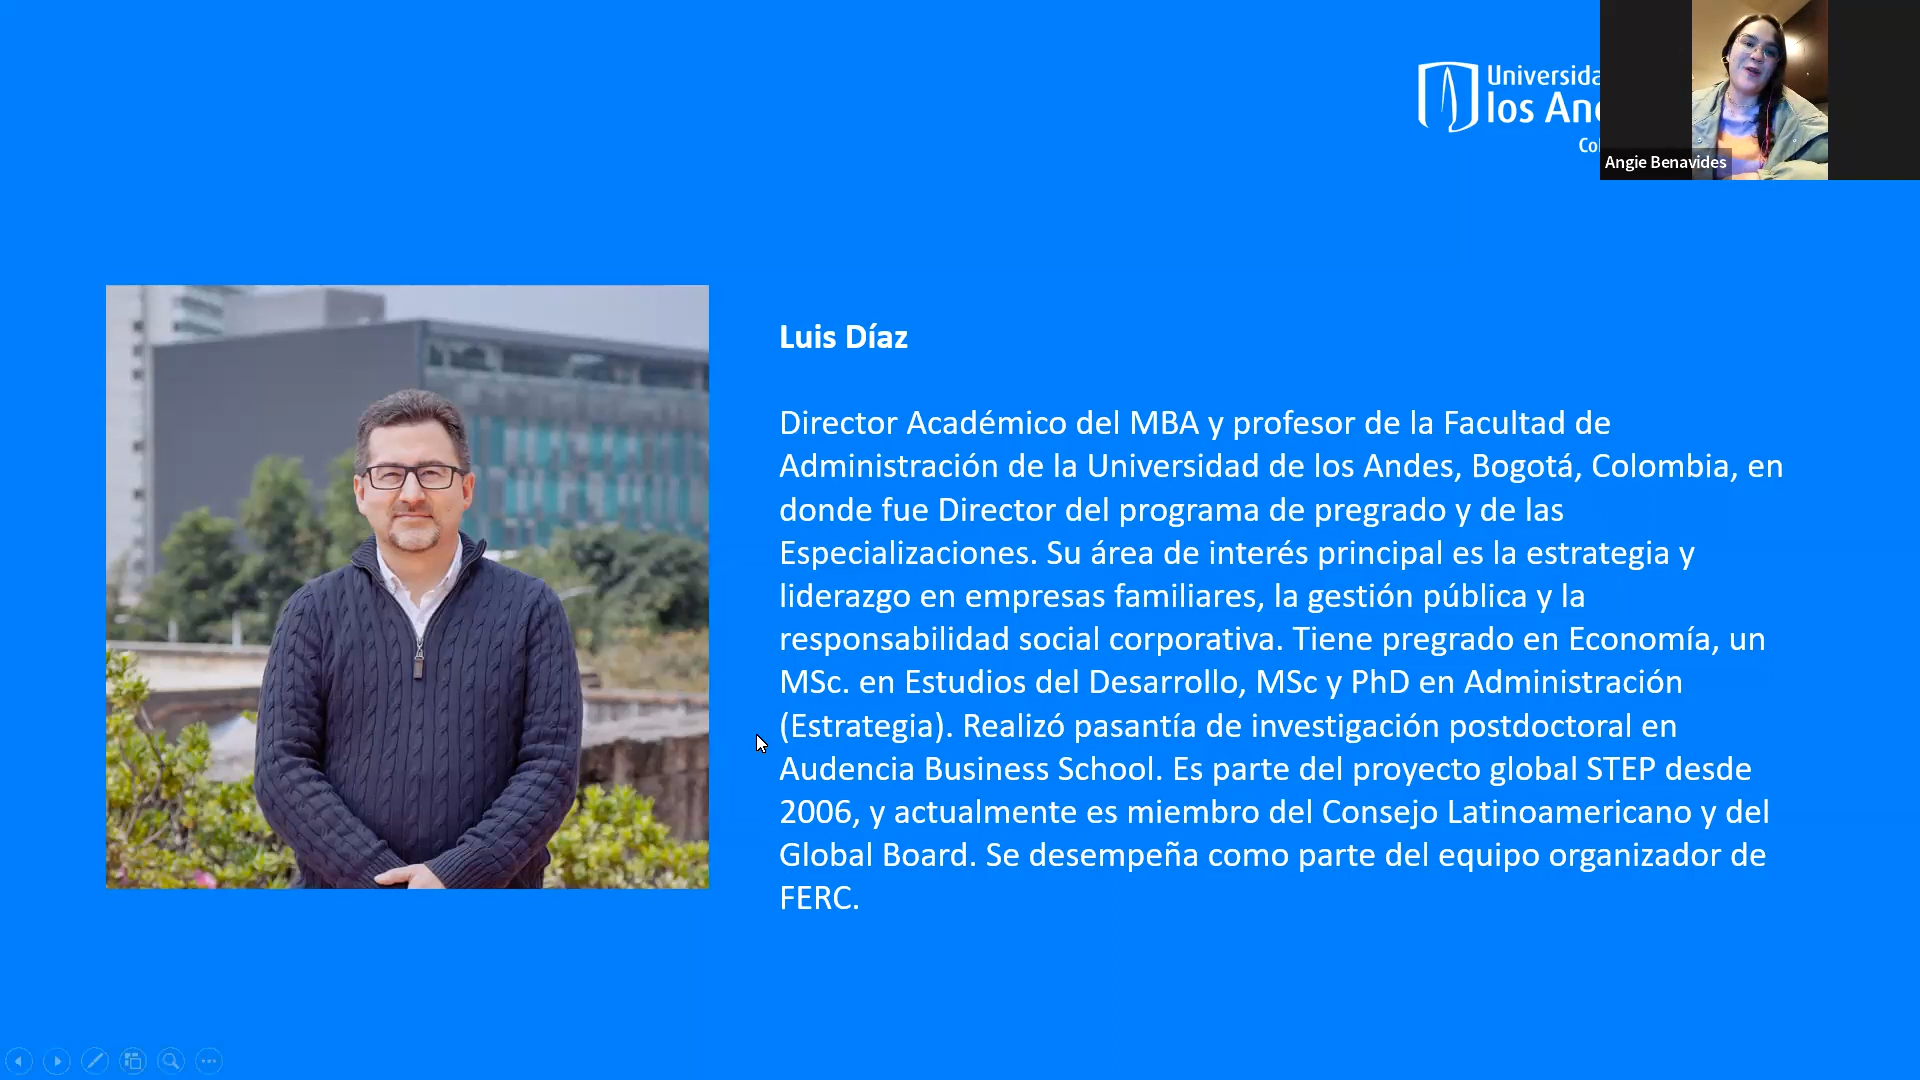 Universida
los And
Col
Angie Benavides
Luis Díaz
Director Académico del MBA y profesor de la Facultad de
Administración de la Universidad de los Andes, Bogotá, Colombia, en
donde fue Director del programa de pregrado y de las
Especializaciones. Su área de interés principal es la estrategia y
liderazgo en empresas familiares, la gestión pública y la
responsabilidad social corporativa. Tiene pregrado en Economía, un
MSc. en Estudios del Desarrollo, MSc y PhD en Administración
(Estrategia). Realizó pasantía de investigación postdoctoral en
Audencia Business School. Es parte del proyecto global STEP desde
2006, y actualmente es miembro del Consejo Latinoamericano y del
Global Board. Se desempeña como parte del equipo organizador de
FERC.